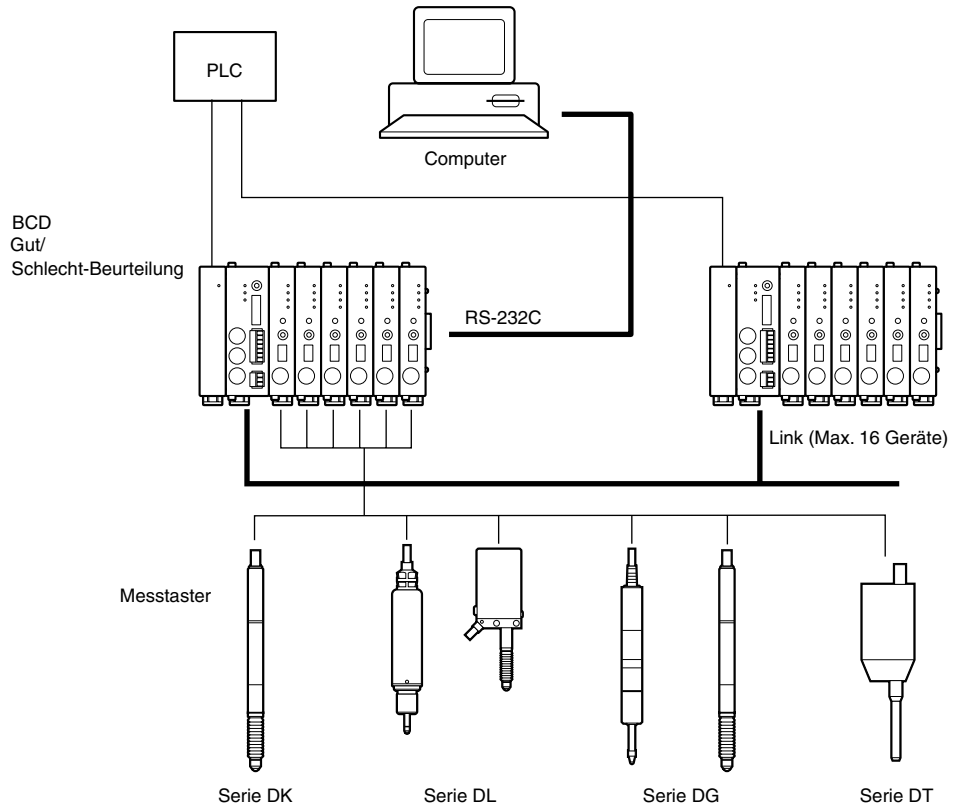 PLC
Computer
BCD
Gut/
Schlecht-Beurteilung
RS-232C
Link (Max. 16 Geräte)
Messtaster
Serie DK
Serie DL
Serie DG
Serie DT